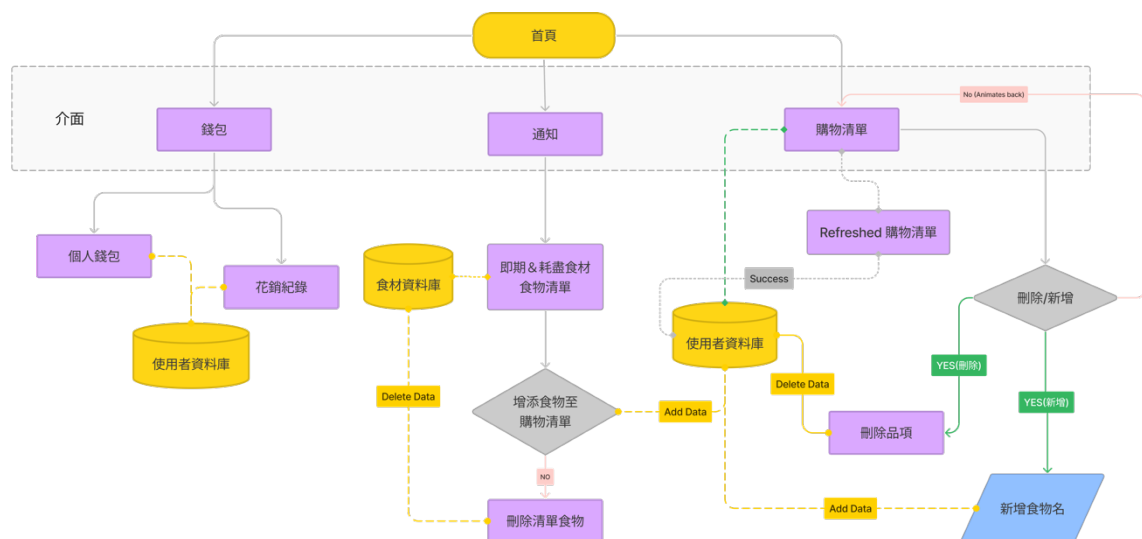 首頁
介面
錢包
通知
購物清單
No (Animates back)
個人錢包
花銷紀錄
使用者資料庫
食材資料庫
即期＆耗盡食材
食物清單
Refreshed 購物清單
Success
使用者資料庫
刪除/新增
Delete Data
增添食物至
購物清單
Add Data
Delete Data
YES(刪除)
YES(新增)
刪除品項
NO
刪除清單食物
Add Data
新增食物名